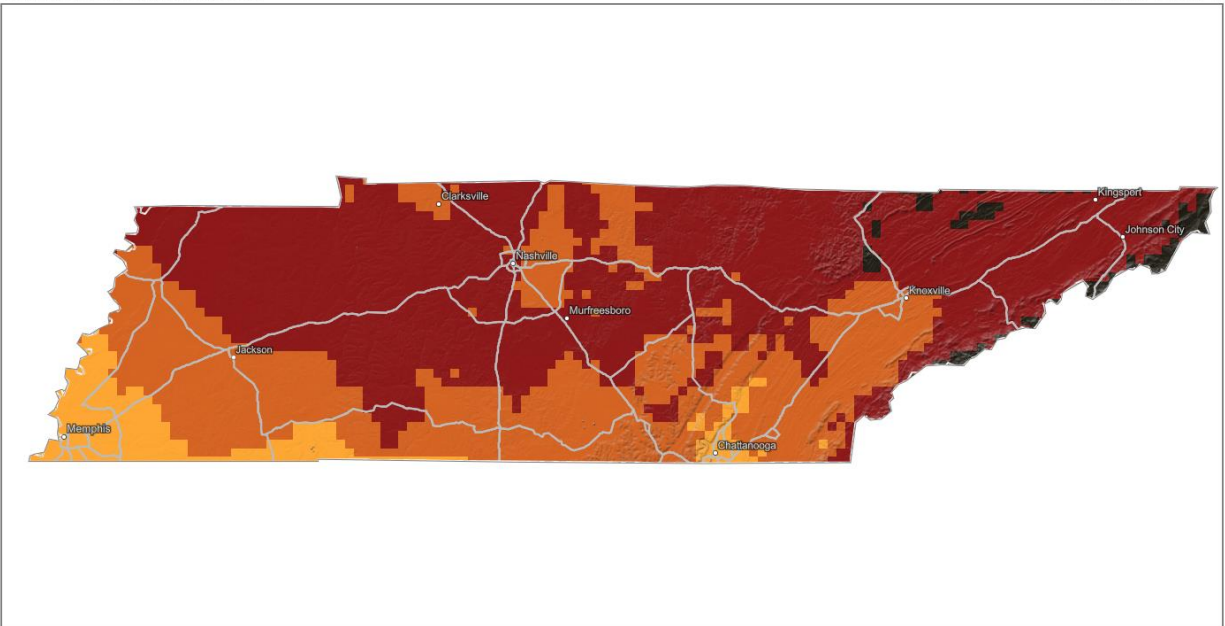 Clarksville
Kingsport
Johnson City
Nashville
Knoxville
Murfreesboro
Jackson
Memphis
Chattanooga